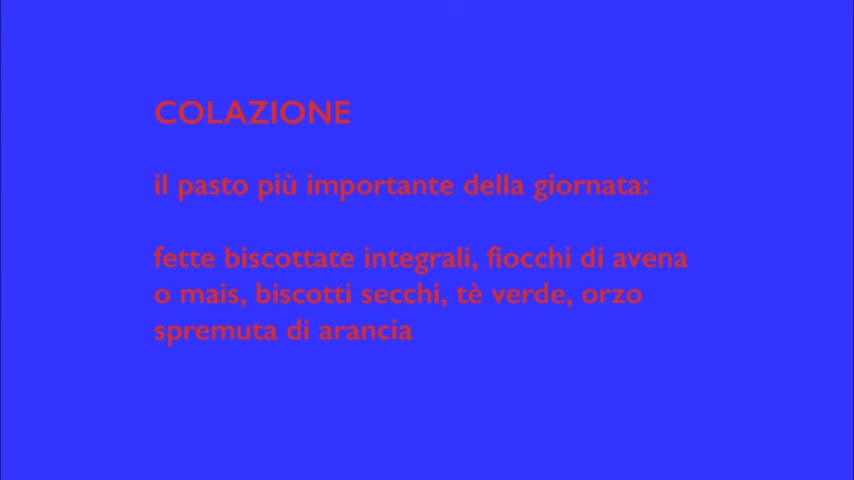 COLAZIONE
il pasto più importante della giornata:
fette biscottate integrali, fiocchi di avena
o mais, biscotti secchi, tè verde, orzo
spremuta di arancia